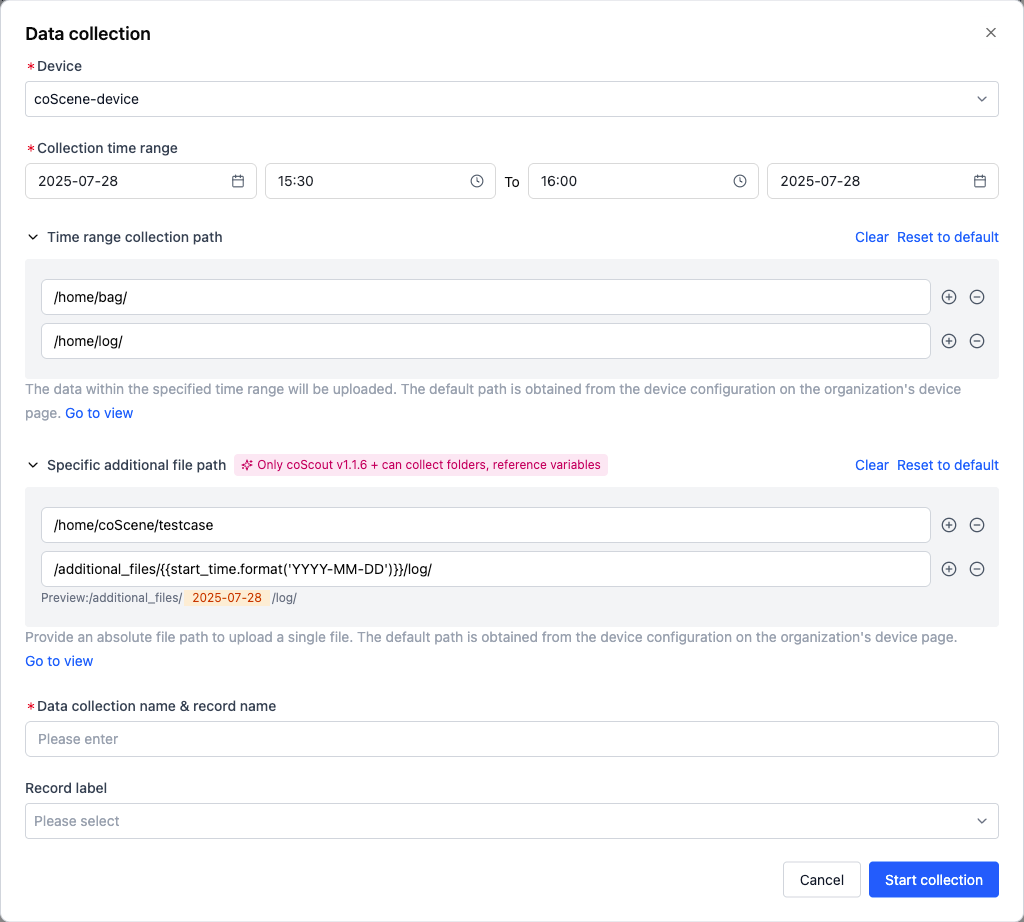 Data collection
* Device
coScene-device
* Collection time range
2025-07-28 15:30 To 16:00 2025-07-28
Time range collection path Clear Reset to default
/home/bag/
/home/log/
The data within the specified time range will be uploaded. The default path is obtained from the device configuration on the organization's device
page. Go to view
Specific additional file path Only coScout v1.1.6 + can collect folders, reference variables Clear Reset to default
/home/coScene/testcase
/additional_files/{{start_time.format('YYYY-MM-DD')}}/log/
Preview:/additional_files/ 2025-07-28 /log/
Provide an absolute file path to upload a single file. The default path is obtained from the device configuration on the organization's device page.
Go to view
* Data collection name & record name
Please enter
Record label
Please select
Cancel Start collection